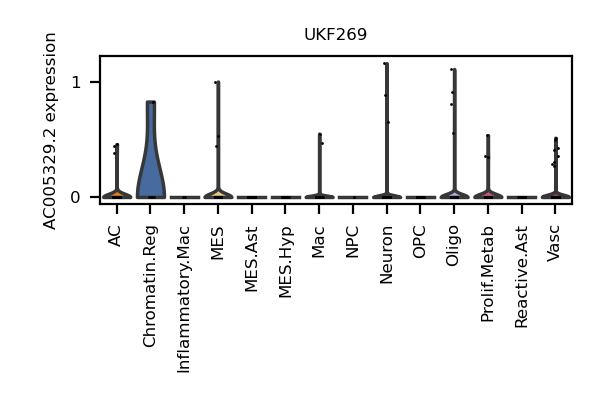 UKF269
AC005329.2 expression
1
0
AC
Chromatin.Reg
Inflammatory.Mac
MES
MES.Ast
MES.Hyp
Mac
NPC
Neuron
OPC
Oligo
Prolif.Metab
Reactive.Ast
Vasc